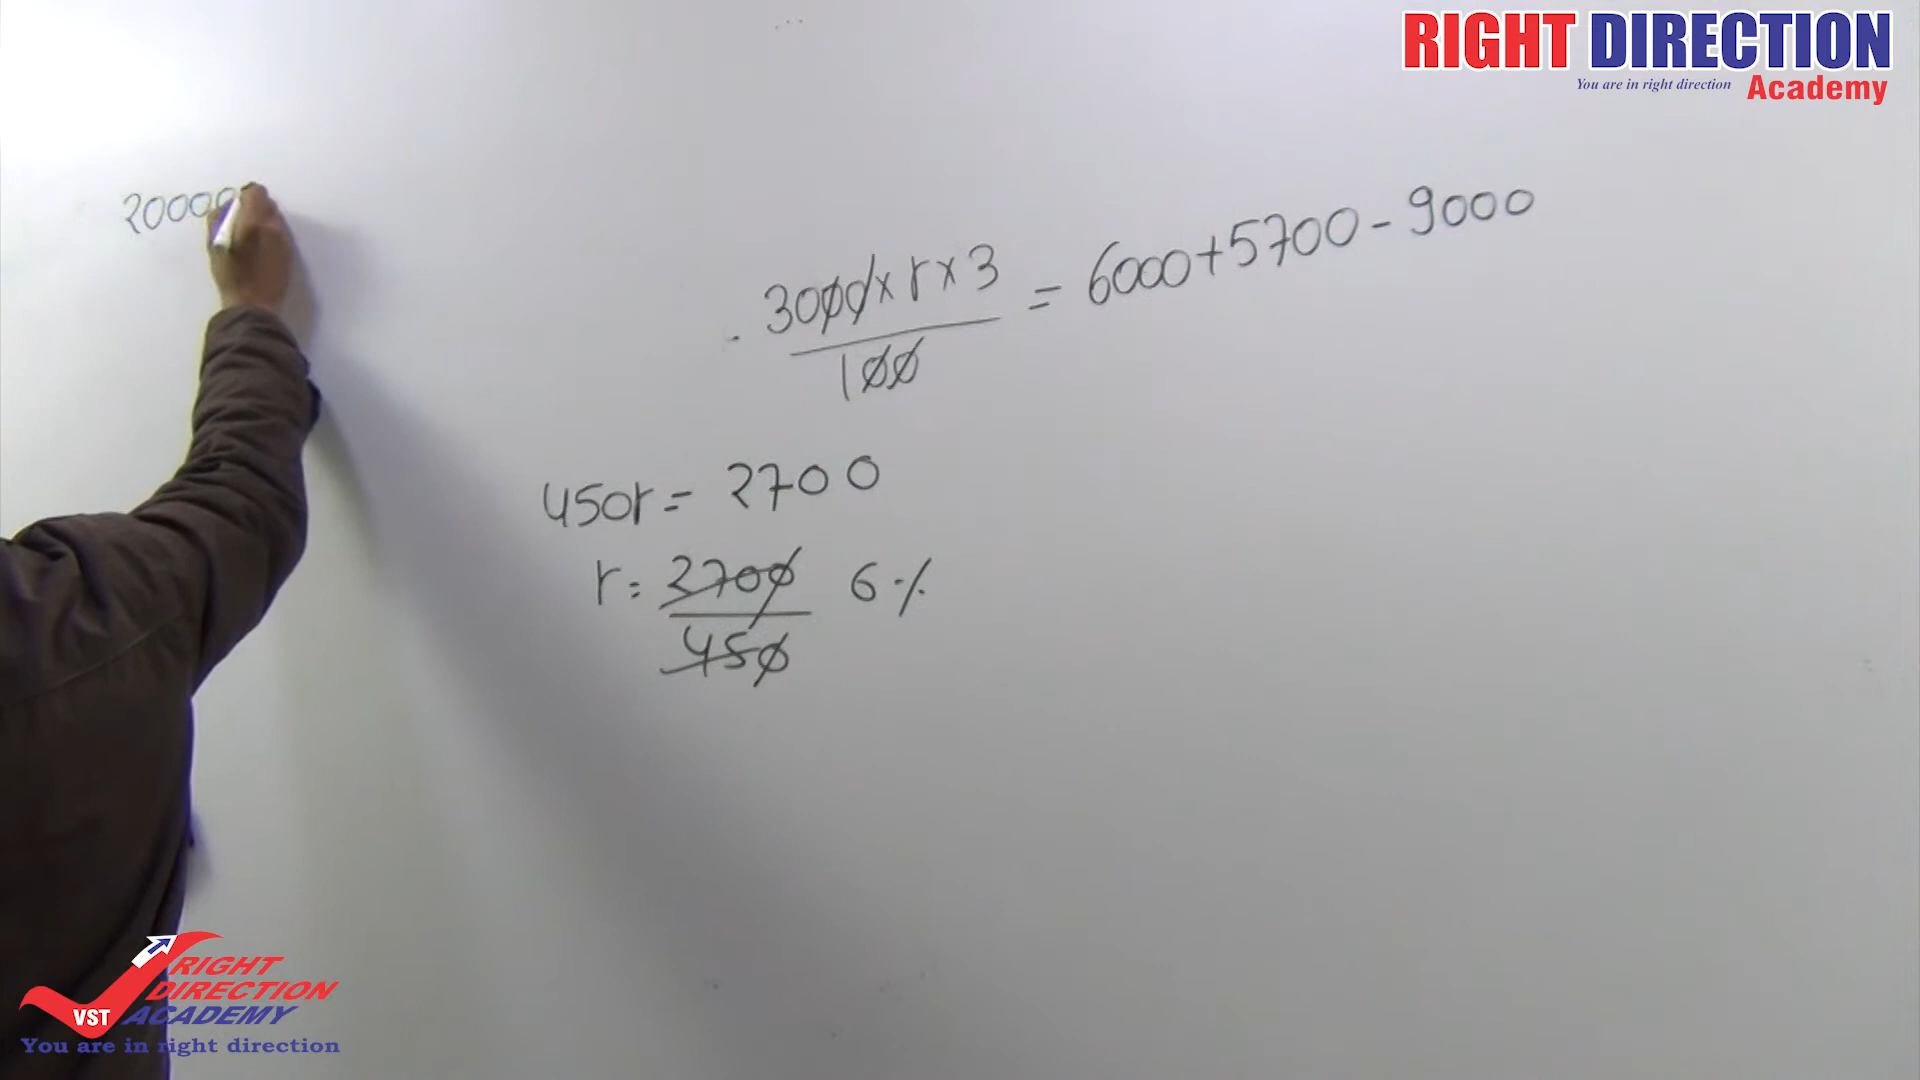 RIGHT DIRECTION
You are in right direction Academy
3000 x r x 3 = 6000 + 5700 - 9000
100
450r = 2700
r = 2700 6%
450
RIGHT
DIRECTION
VST ACADEMY
You are in right direction